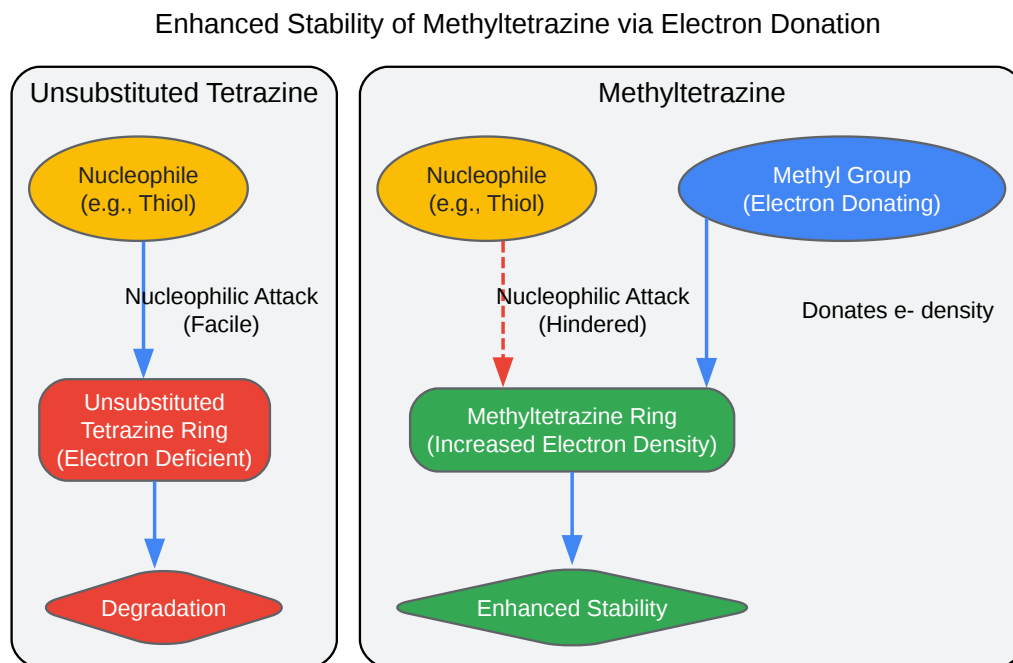 Enhanced Stability of Methyltetrazine via Electron Donation
Unsubstituted Tetrazine
Nucleophile
(e.g., Thiol)
Nucleophilic Attack
(Facile)
Unsubstituted
Tetrazine Ring
(Electron Deficient)
Degradation
Methyltetrazine
Nucleophile
(e.g., Thiol)
Methyl Group
(Electron Donating)
Nucleophilic Attack
(Hindered)
Donates e- density
Methyltetrazine Ring
(Increased Electron Density)
Enhanced Stability